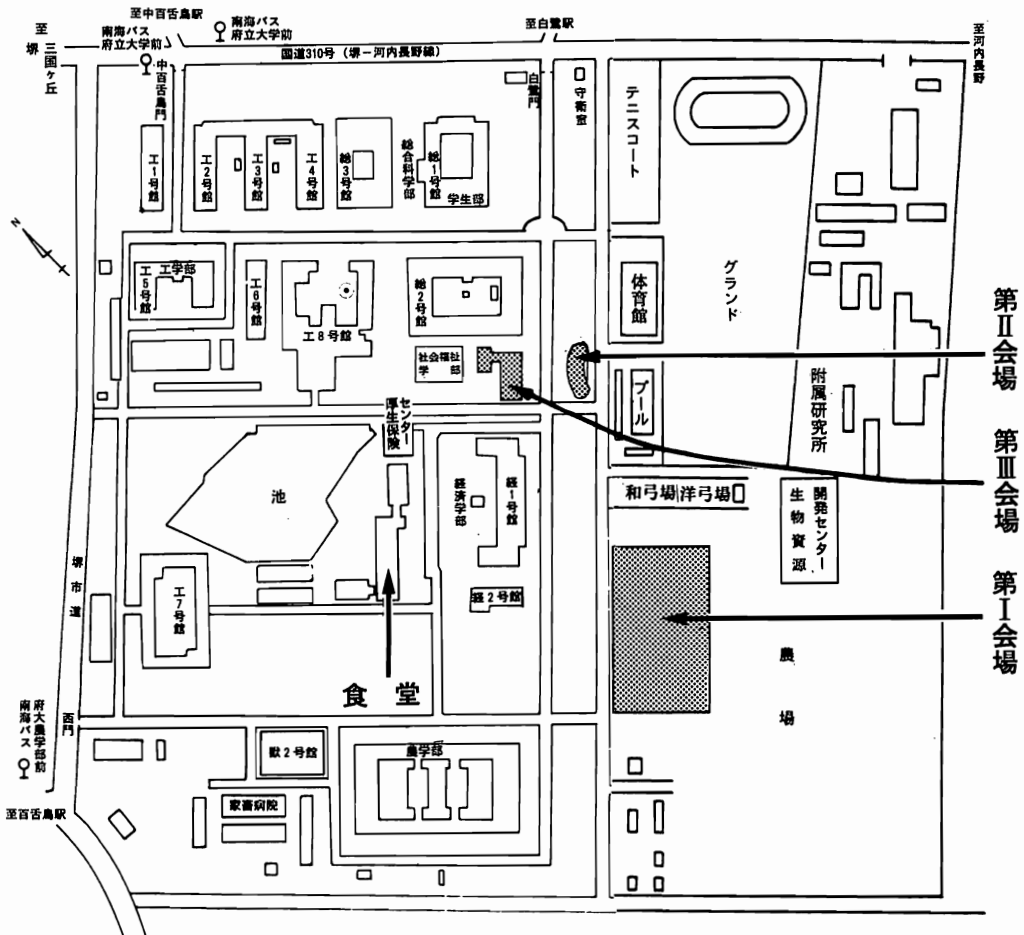 至中百舌鳥駅
南海バス
府立大学前
南海バス
府立大学前
至白鷺駅
至河内長野
至
堺
三国ヶ丘
国道310号（堺－河内長野線）
中百舌鳥門
白鷺門
守衛室
テニスコート
工1号館
工2号館
工3号館
工4号館
総3号館
総合科学部
総1号館
学生部
N
工5号館
工学部
工6号館
工8号館
総2号館
体育館
グランド
第II会場
社会福祉
学部
プール
附属研究所
センター
厚生保険
第III会場
池
経済学部
経1号館
和弓場
洋弓場
開発センター
生物資源
堺市道
工7号館
経2号館
第I会場
食堂
農場
府大農学部前
南海バス
西門
獣2号館
農学部
家畜病院
至百舌鳥駅